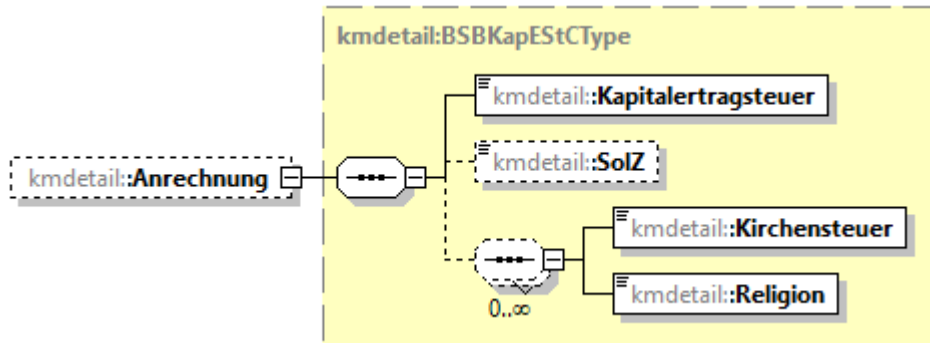 kmdetail:BSBKapEStCType
kmdetail::Kapitalertragsteuer
kmdetail::SolZ
kmdetail::Anrechnung
kmdetail::Kirchensteuer
kmdetail::Religion
0..∞